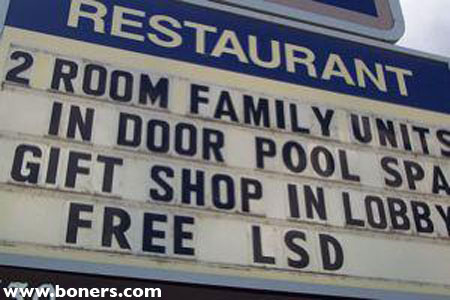 RESTAURANT
2 ROOM FAMILY UNITS
IN DOOR POOL SPA
GIFT SHOP IN LOBBY
FREE LSD
www.boners.com